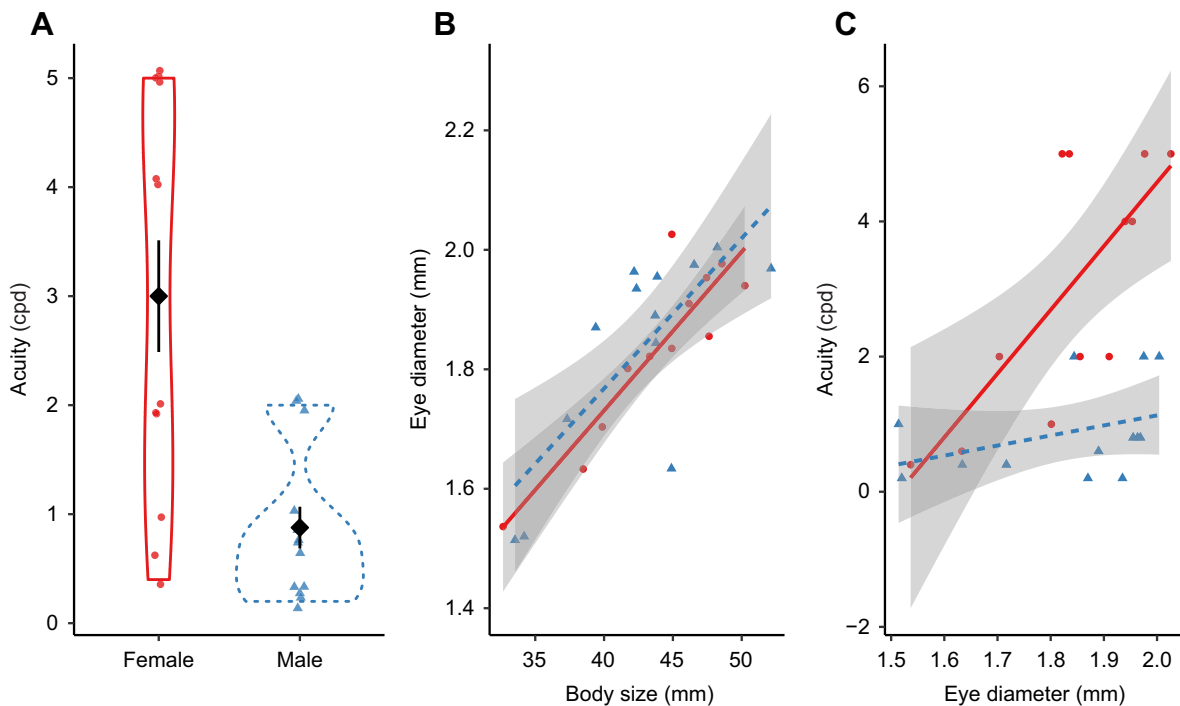 A
Acuity (cpd)
5
4
3
2
1
0
Female
Male
B
Eye diameter (mm)
2.2
2.0
1.8
1.6
1.4
35
40
45
50
Body size (mm)
C
Acuity (cpd)
6
4
2
0
−2
1.5
1.6
1.7
1.8
1.9
2.0
Eye diameter (mm)